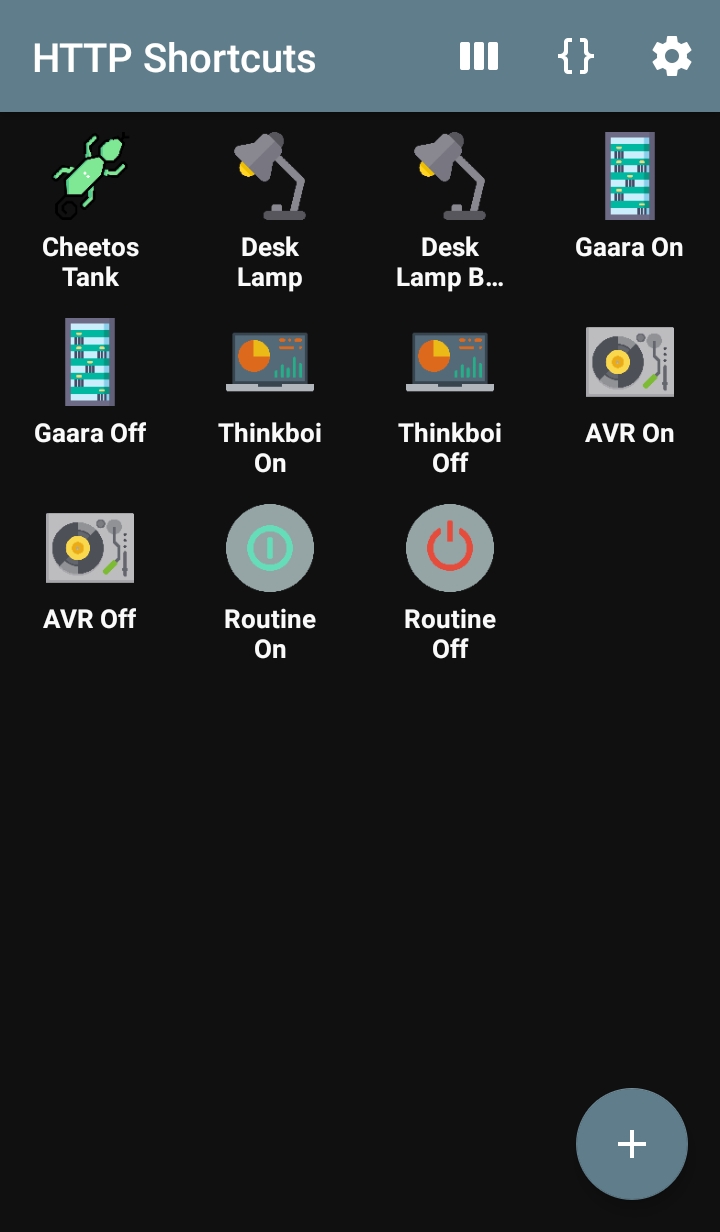 HTTP Shortcuts
Cheetos
Tank
Desk
Lamp
Desk
Lamp B…
Gaara On
Gaara Off
Thinkboi
On
Thinkboi
Off
AVR On
AVR Off
Routine
On
Routine
Off